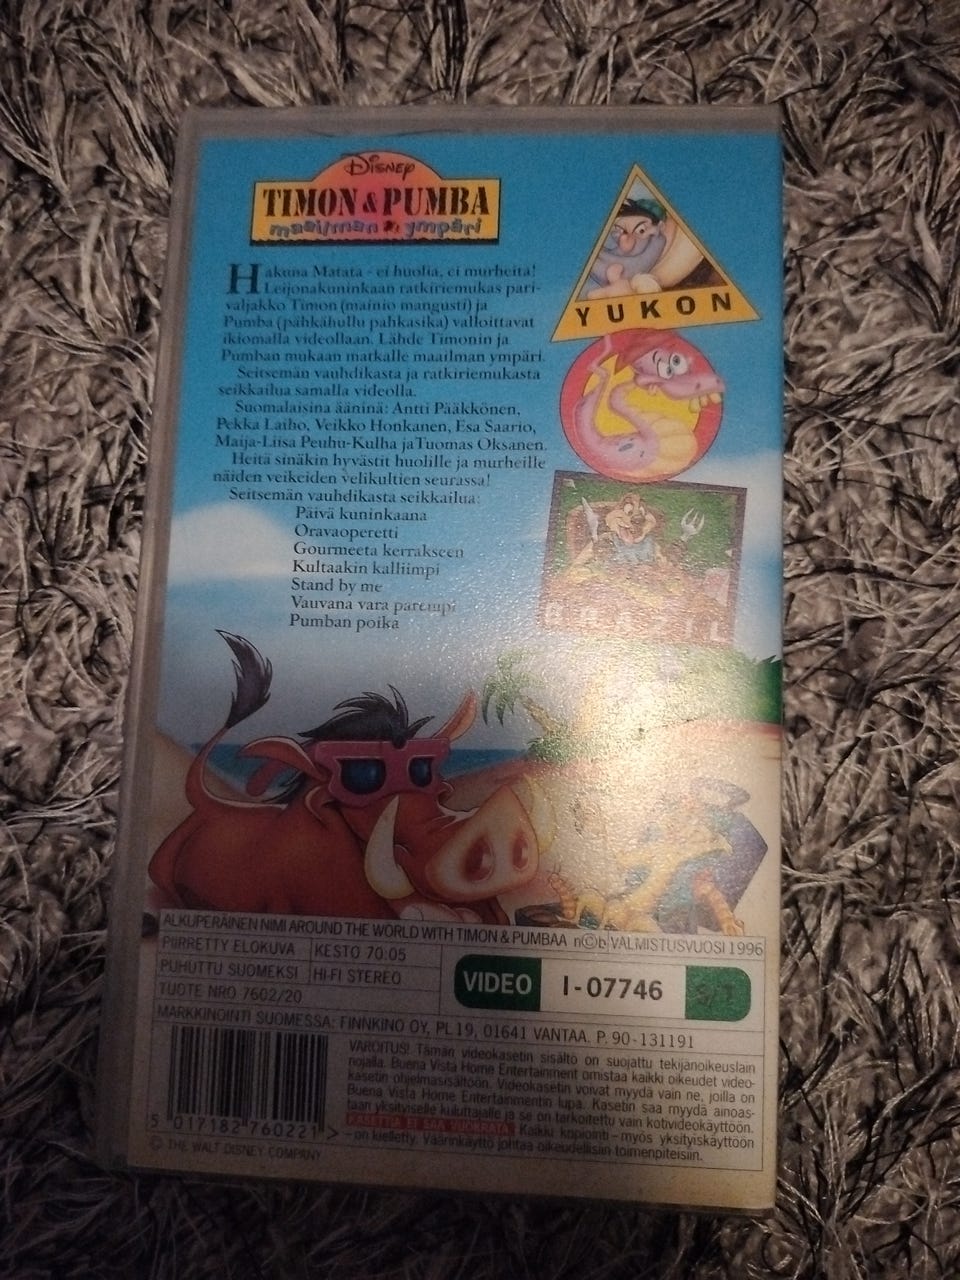 Disney
TIMON & PUMBA
maailman ympäri
Hakuna Matata - ei huolia, ei murheita!
Leijonakuninkaan ratkiriemukas pari-
valjakko Timon (mainio mangusti) ja
Pumba (pähkähullu pahkasika) valloittavat
ikiomalla videollaan. Lähde Timonin ja
Pumban mukaan matkalle maailman ympäri.
Seitsemän vauhdikasta ja ratkiriemukasta
seikkailua samalla videolla.
Suomalaisina ääninä: Antti Pääkkönen,
Pekka Laiho, Veikko Honkanen, Esa Saario,
Maija-Liisa Peuhu-Kulha ja Tuomas Oksanen.
Heitä sinäkin hyvästit huolille ja murheille
näiden veikeiden velikultien seurassa!
Seitsemän vauhdikasta seikkailua:
Päivä kuninkaana
Oravaoperetti
Gourmeeta kerrakseen
Kultaakin kalliimpi
Stand by me
Vauvana vara parempi
Pumban poika
YUKON
BRAZIL
ALKUPERÄINEN NIMI AROUND THE WORLD WITH TIMON & PUMBAA n©b VALMISTUSVUOSI 1996
PIIRRETTY ELOKUVA KESTO 70:05
PUHUTTU SUOMEKSI HI-FI STEREO
TUOTE NRO 7602/20
VIDEO I-07746 S/T
MARKKINOINTI SUOMESSA: FINNKINO OY, PL 19, 01641 VANTAA. P. 90-131191
VAROITUS! Tämän videokasetin sisältö on suojattu tekijänoikeuslain
nojalla. Buena Vista Home Entertainment omistaa kaikki oikeudet video-
kasetin ohjelmasisältöön. Videokasetin voivat myydä vain ne, joilla on
Buena Vista Home Entertainmentin lupa. Kasetin saa myydä ainoas-
taan yksityiselle kuluttajalle ja se on tarkoitettu vain kotivideokäyttöön.
KASETTIA EI SAA VUOKRATA. Kaikki kopiointi - myös yksityiskäyttöön
- on kielletty. Väärinkäyttö johtaa oikeudellisiin toimenpiteisiin.
5 017182 760221 >
© THE WALT DISNEY COMPANY